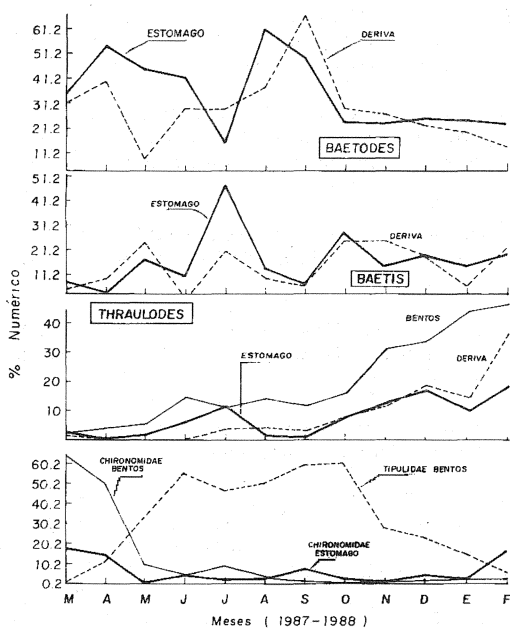 61.2
51.2
41.2
31.2
21.2
11.2
ESTOMAGO
DERIVA
BAETODES
51.2
31.2
21.2
11.2
ESTOMAGO
DERIVA
BAETIS
% Numerico
THRAULODES
40
30
20
10
BENTOS
ESTOMAGO
DERIVA
60.2
50.2
40.2
30.2
20.2
10.2
0.2
CHIRONOMIDAE
BENTOS
TIPULIDAE BENTOS
CHIRONOMIDAE
ESTOMAGO
M A M J J A S O N D E F
Meses (1987-1988)